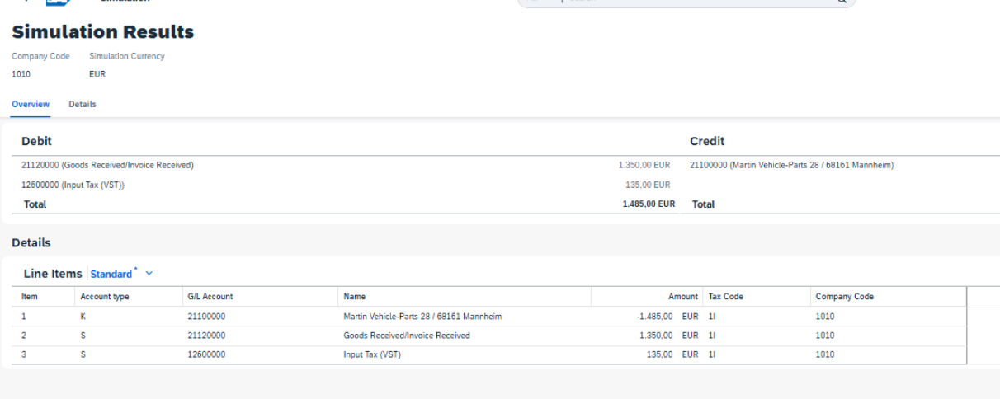 Simulation Results
Company Code Simulation Currency
1010 EUR
Overview Details
Debit Credit
21120000 (Goods Received/Invoice Received) 1.350,00 EUR 21100000 (Martin Vehicle-Parts 28 / 68161 Mannheim)
12600000 (Input Tax (VST)) 135,00 EUR
Total 1.485,00 EUR Total
Details
Line Items Standard*
Item Account type G/L Account Name Amount Tax Code Company Code
1 K 21100000 Martin Vehicle-Parts 28 / 68161 Mannheim -1.485,00 EUR 1I 1010
2 S 21120000 Goods Received/Invoice Received 1.350,00 EUR 1I 1010
3 S 12600000 Input Tax (VST) 135,00 EUR 1I 1010